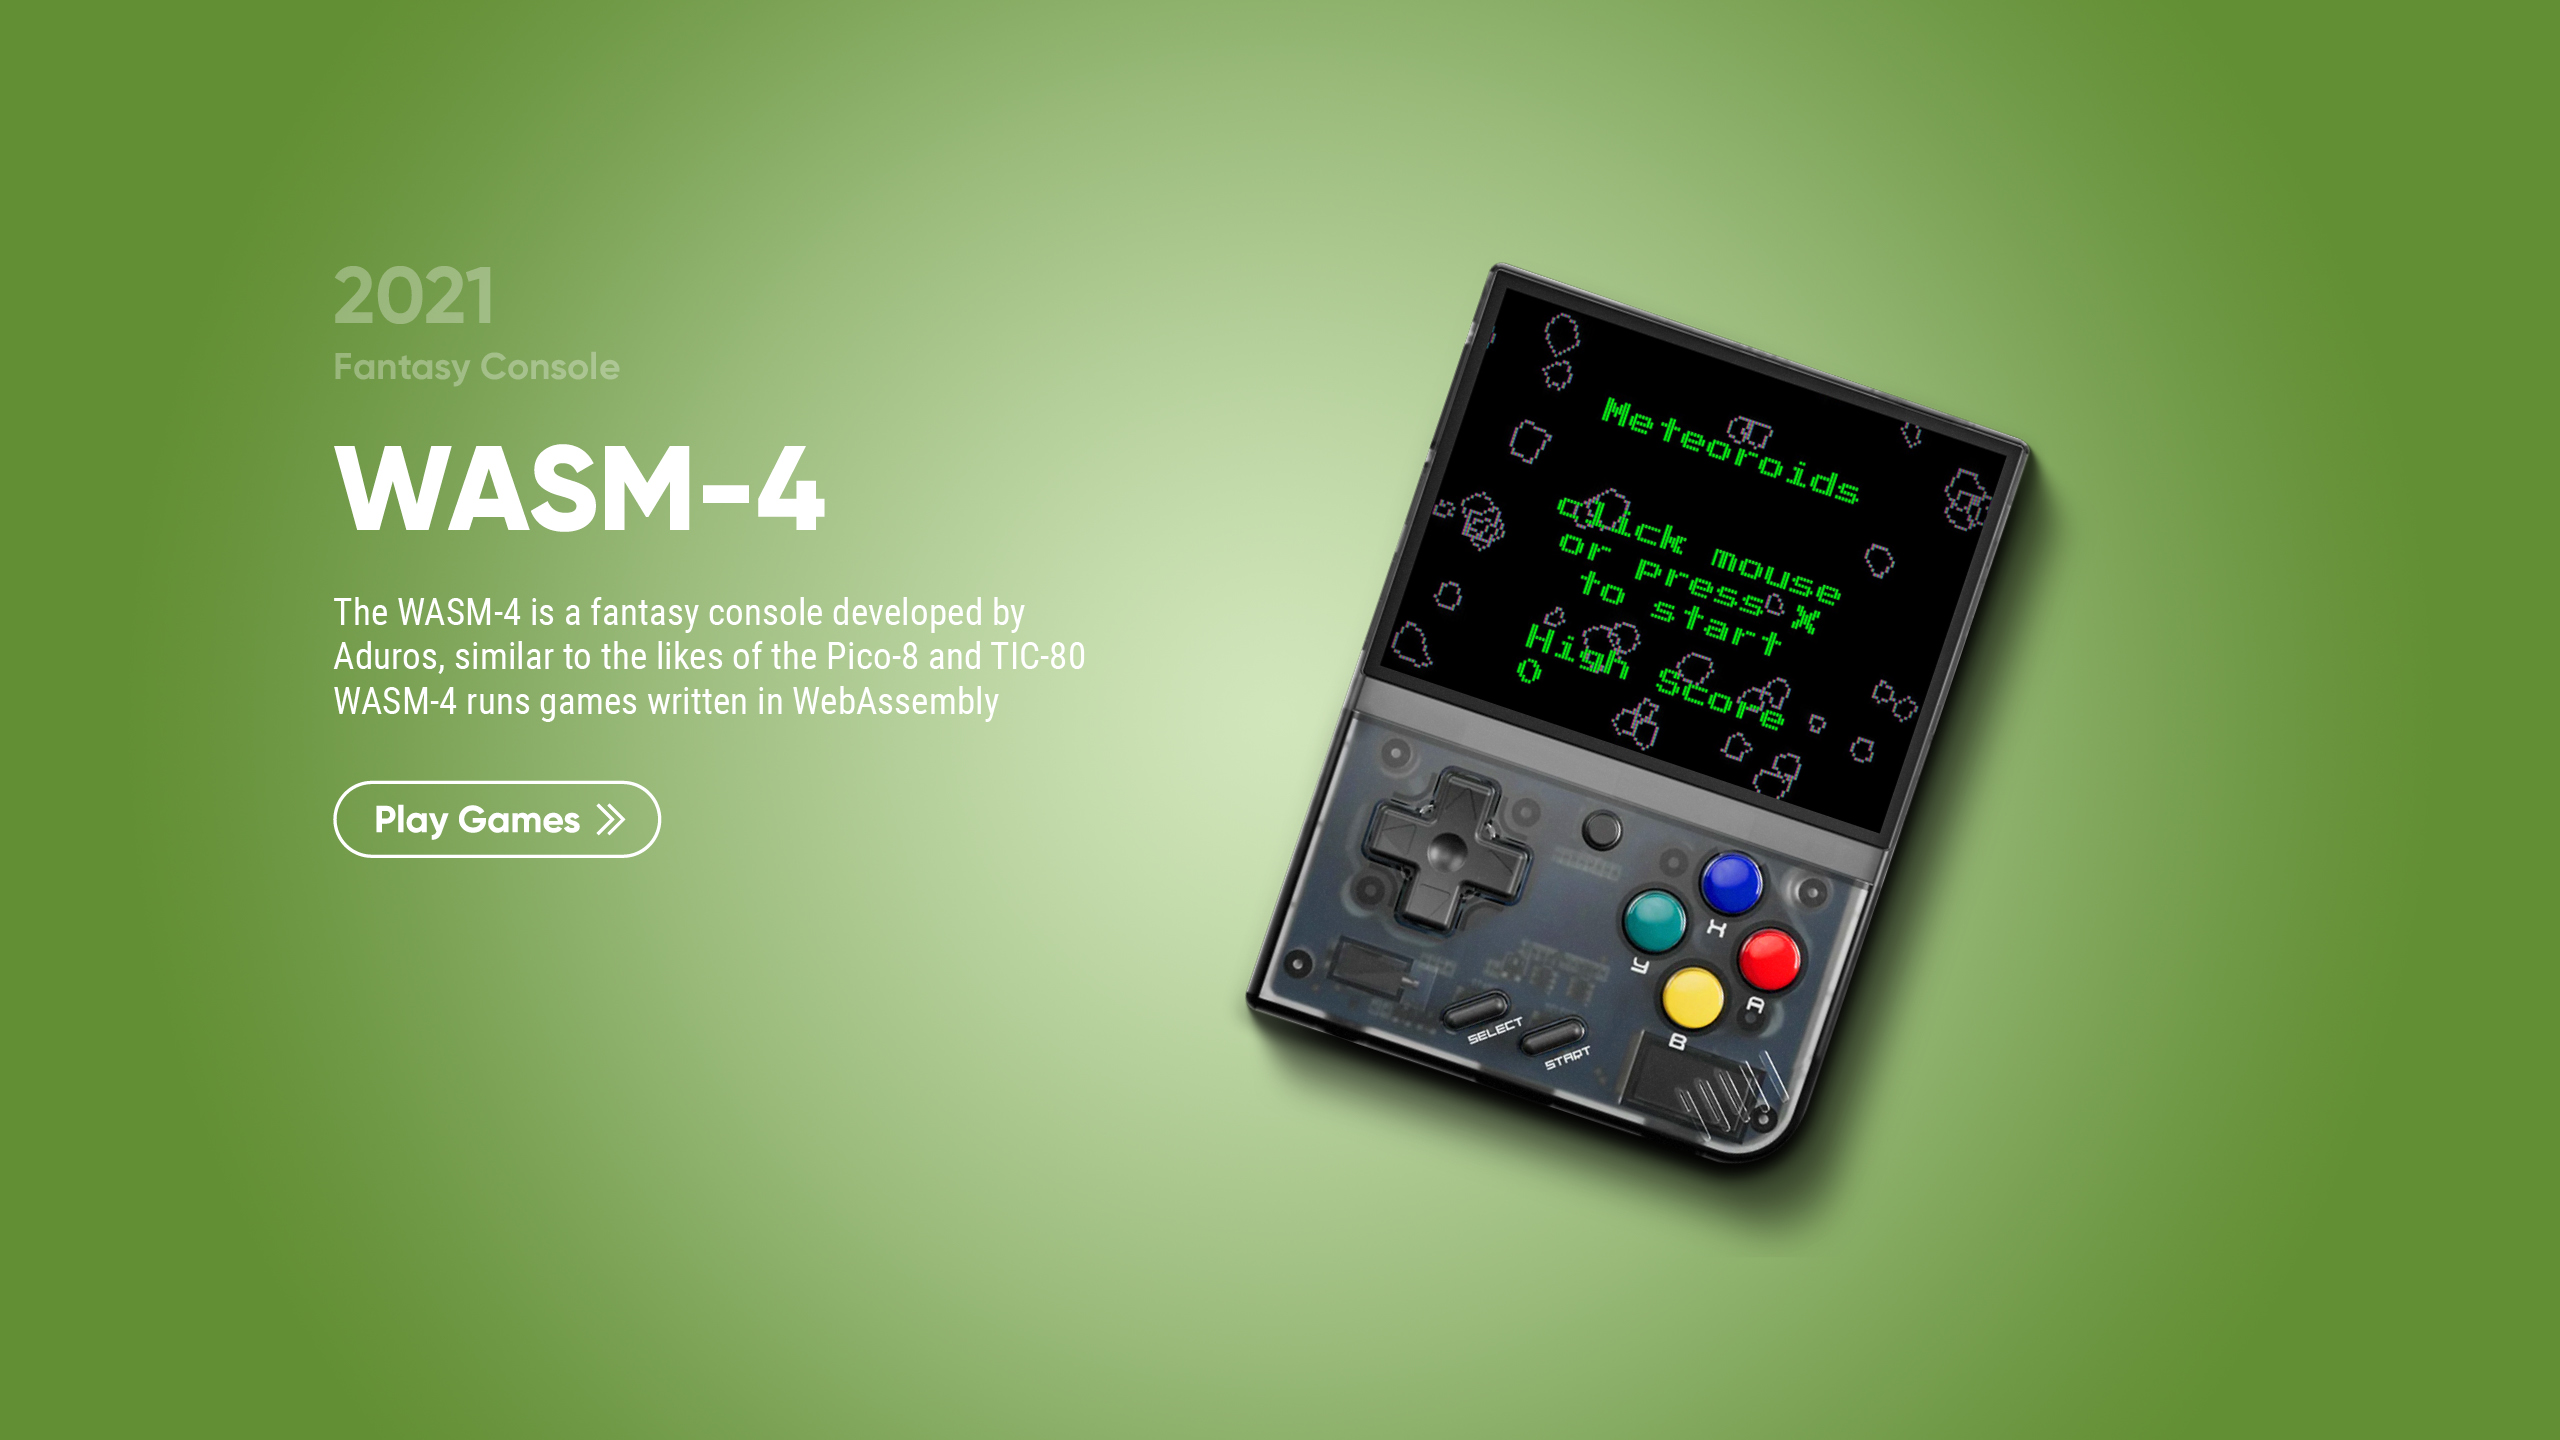 2021
Fantasy Console
WASM-4
The WASM-4 is a fantasy console developed by
Aduros, similar to the likes of the Pico-8 and TIC-80
WASM-4 runs games written in WebAssembly
Play Games
Meteoroids
click mouse
or press X
to start
High Score
0
X
Y
A
B
SELECT
START